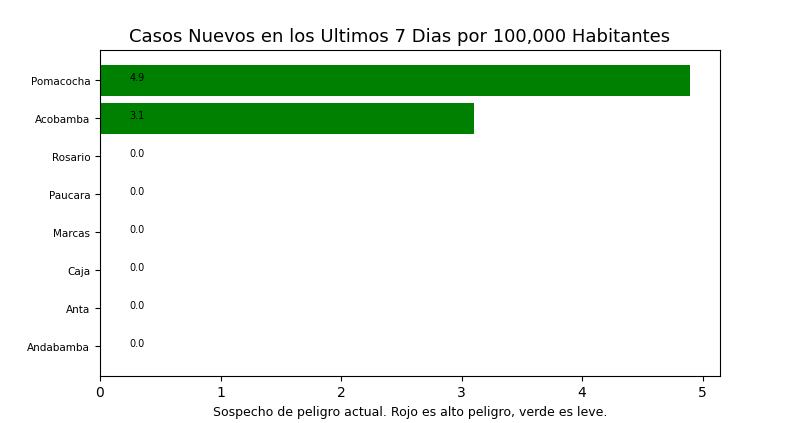 Casos Nuevos en los Ultimos 7 Dias por 100,000 Habitantes
Pomacocha 4.9
Acobamba 3.1
Rosario 0.0
Paucara 0.0
Marcas 0.0
Caja 0.0
Anta 0.0
Andabamba 0.0
0 1 2 3 4 5
Sospecho de peligro actual. Rojo es alto peligro, verde es leve.